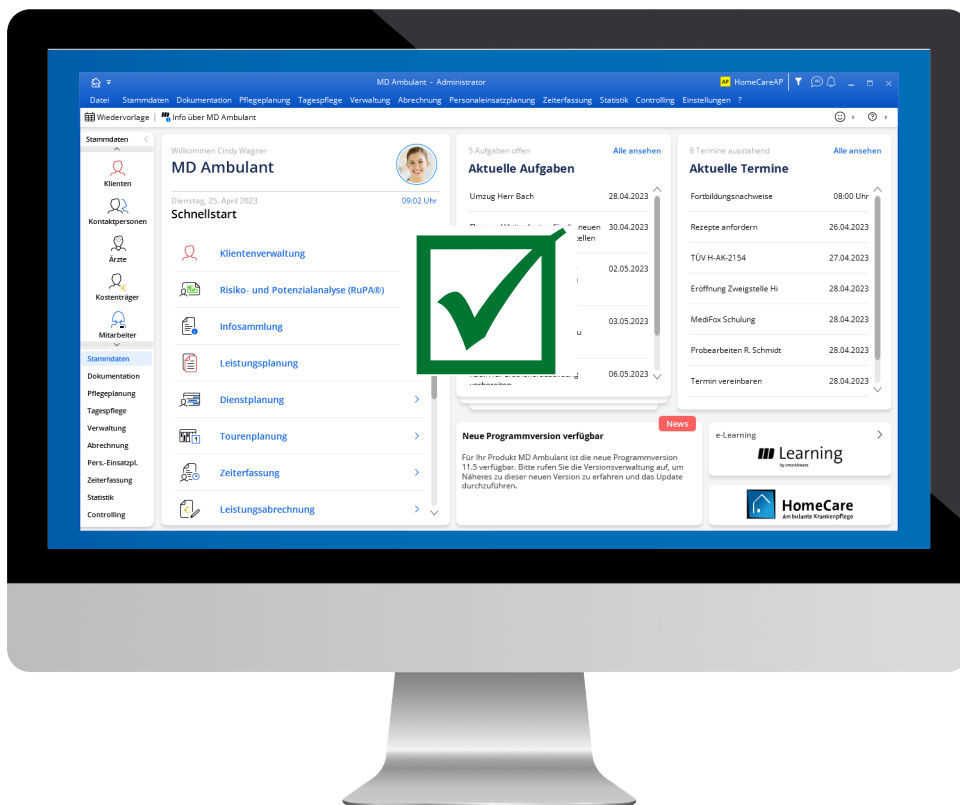 MD Ambulant - Administrator
AP HomeCareAP
Datei Stammdaten Dokumentation Pflegeplanung Tagespflege Verwaltung Abrechnung Personaleinsatzplanung Zeiterfassung Statistik Controlling Einstellungen ?
Wiedervorlage Info über MD Ambulant
Stammdaten
Klienten
Kontaktpersonen
Ärzte
Kostenträger
Mitarbeiter
Stammdaten
Dokumentation
Pflegeplanung
Tagespflege
Verwaltung
Abrechnung
Pers.-Einsatzpl.
Zeiterfassung
Statistik
Controlling
Willkommen Cindy Wagner
MD Ambulant
Dienstag, 25. April 2023 09:02 Uhr
Schnellstart
Klientenverwaltung
Risiko- und Potenzialanalyse (RuPA®)
Infosammlung
Leistungsplanung
Dienstplanung
Tourenplanung
Zeiterfassung
Leistungsabrechnung
5 Aufgaben offen Alle ansehen
Aktuelle Aufgaben
Umzug Herr Bach 28.04.2023
neuen 30.04.2023
02.05.2023
03.05.2023
06.05.2023
8 Termine ausstehend Alle ansehen
Aktuelle Termine
Fortbildungsnachweise 08:00 Uhr
Rezepte anfordern 26.04.2023
TÜV H-AK-2154 27.04.2023
Eröffnung Zweigstelle Hi 28.04.2023
MediFox Schulung 28.04.2023
Probearbeiten R. Schmidt 28.04.2023
Termin vereinbaren 28.04.2023
News
Neue Programmversion verfügbar
Für Ihr Produkt MD Ambulant ist die neue Programmversion
11.5 verfügbar. Bitte rufen Sie die Versionsverwaltung auf, um
Näheres zu dieser neuen Version zu erfahren und das Update
durchzuführen.
e-Learning
Learning
by smartAware
HomeCare
Ambulante Krankenpflege